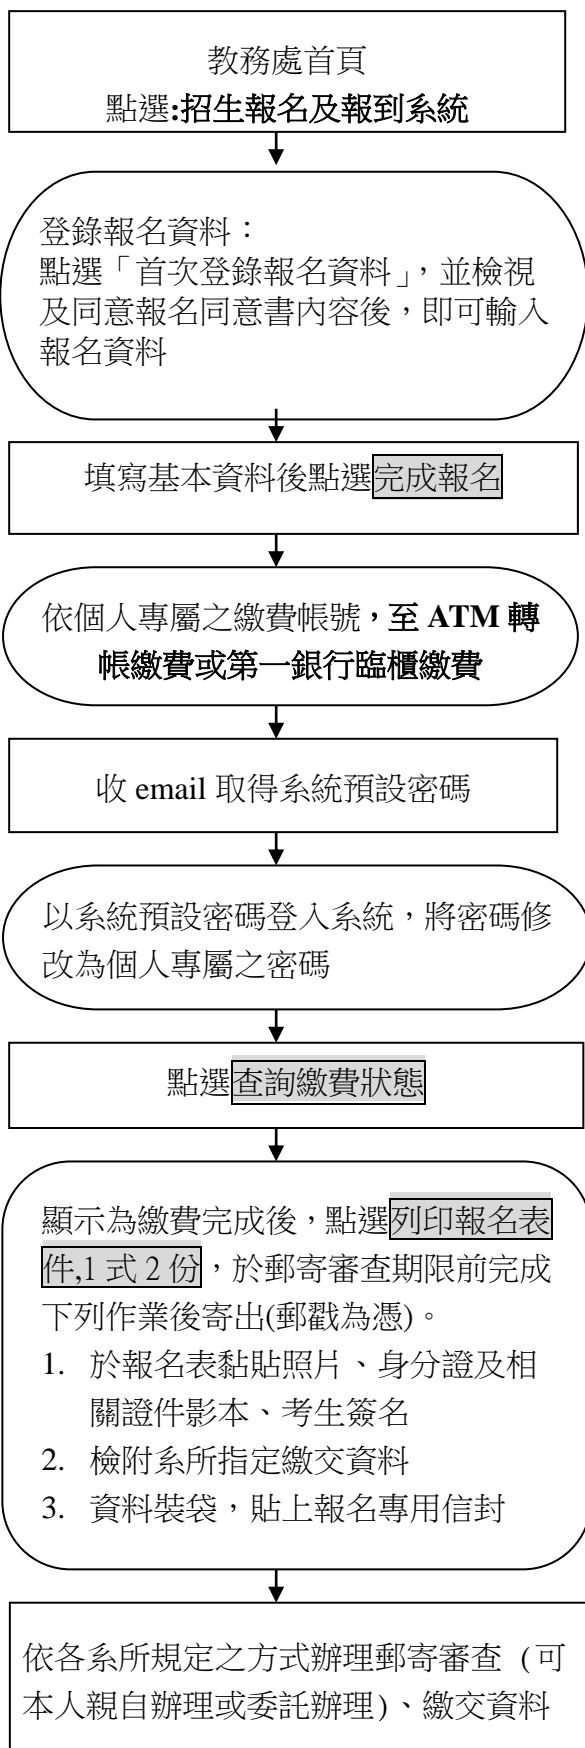 教務處首頁
點選:招生報名及報到系統
登錄報名資料：
點選「首次登錄報名資料」，並檢視
及同意報名同意書內容後，即可輸入
報名資料
填寫基本資料後點選完成報名
依個人專屬之繳費帳號，至 ATM 轉
帳繳費或第一銀行臨櫃繳費
收 email 取得系統預設密碼
以系統預設密碼登入系統，將密碼修
改為個人專屬之密碼
點選查詢繳費狀態
顯示為繳費完成後，點選列印報名表
件,1 式 2 份，於郵寄審查期限前完成
下列作業後寄出(郵戳為憑)。
1. 於報名表黏貼照片、身分證及相
關證件影本、考生簽名
2. 檢附系所指定繳交資料
3. 資料裝袋，貼上報名專用信封
依各系所規定之方式辦理郵寄審查 (可
本人親自辦理或委託辦理)、繳交資料